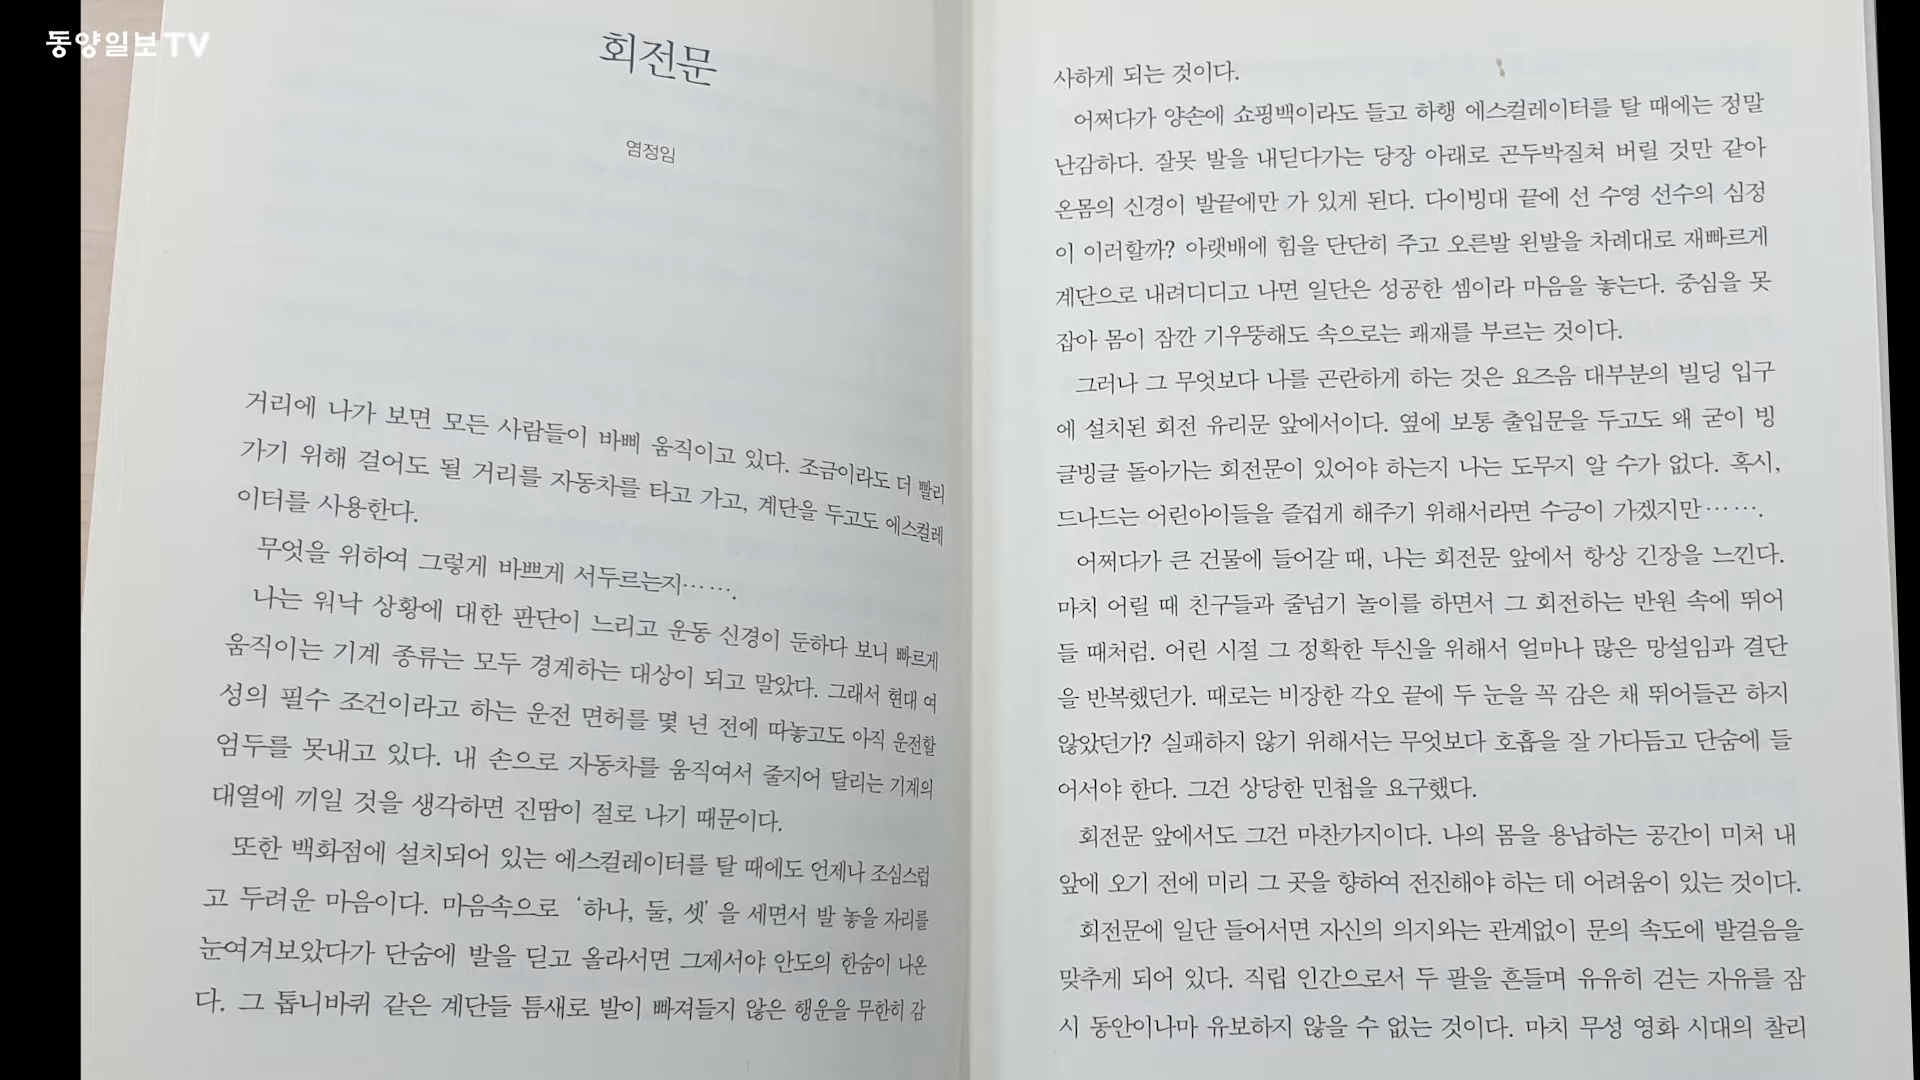 동양일보TV
회전문
염정임
거리에 나가 보면 모든 사람들이 바삐 움직이고 있다. 조금이라도 더 빨리
가기 위해 걸어도 될 거리를 자동차를 타고 가고, 계단을 두고도 에스컬레
이터를 사용한다.
무엇을 위하여 그렇게 바쁘게 서두르는지…….
나는 워낙 상황에 대한 판단이 느리고 운동 신경이 둔하다 보니 빠르게
움직이는 기계 종류는 모두 경계하는 대상이 되고 말았다. 그래서 현대 여
성의 필수 조건이라고 하는 운전 면허를 몇 년 전에 따놓고도 아직 운전할
엄두를 못내고 있다. 내 손으로 자동차를 움직여서 줄지어 달리는 기계의
대열에 끼일 것을 생각하면 진땀이 절로 나기 때문이다.
또한 백화점에 설치되어 있는 에스컬레이터를 탈 때에도 언제나 조심스럽
고 두려운 마음이다. 마음속으로 ‘하나, 둘, 셋’을 세면서 발 놓을 자리를
눈여겨보았다가 단숨에 발을 딛고 올라서면 그제서야 안도의 한숨이 나온
다. 그 톱니바퀴 같은 계단들 틈새로 발이 빠져들지 않은 행운을 무한히 감
사하게 되는 것이다.
어쩌다가 양손에 쇼핑백이라도 들고 하행 에스컬레이터를 탈 때에는 정말
난감하다. 잘못 발을 내딛다가는 당장 아래로 곤두박질쳐 버릴 것만 같아
온몸의 신경이 발끝에만 가 있게 된다. 다이빙대 끝에 선 수영 선수의 심정
이 이러할까? 아랫배에 힘을 단단히 주고 오른발 왼발을 차례대로 재빠르게
계단으로 내려디디고 나면 일단은 성공한 셈이라 마음을 놓는다. 중심을 못
잡아 몸이 잠깐 기우뚱해도 속으로는 쾌재를 부르는 것이다.
그러나 그 무엇보다 나를 곤란하게 하는 것은 요즈음 대부분의 빌딩 입구
에 설치된 회전 유리문 앞에서이다. 옆에 보통 출입문을 두고도 왜 굳이 빙
글빙글 돌아가는 회전문이 있어야 하는지 나는 도무지 알 수가 없다. 혹시,
드나드는 어린아이들을 즐겁게 해주기 위해서라면 수긍이 가겠지만…….
어쩌다가 큰 건물에 들어갈 때, 나는 회전문 앞에서 항상 긴장을 느낀다.
마치 어릴 때 친구들과 줄넘기 놀이를 하면서 그 회전하는 반원 속에 뛰어
들 때처럼. 어린 시절 그 정확한 투신을 위해서 얼마나 많은 망설임과 결단
을 반복했던가. 때로는 비장한 각오 끝에 두 눈을 꼭 감은 채 뛰어들곤 하지
않았던가? 실패하지 않기 위해서는 무엇보다 호흡을 잘 가다듬고 단숨에 들
어서야 한다. 그건 상당한 민첩을 요구했다.
회전문 앞에서도 그건 마찬가지이다. 나의 몸을 용납하는 공간이 미처 내
앞에 오기 전에 미리 그 곳을 향하여 전진해야 하는 데 어려움이 있는 것이다.
회전문에 일단 들어서면 자신의 의지와는 관계없이 문의 속도에 발걸음을
맞추게 되어 있다. 직립 인간으로서 두 팔을 흔들며 유유히 걷는 자유를 잠
시 동안이나마 유보하지 않을 수 없는 것이다. 마치 무성 영화 시대의 찰리